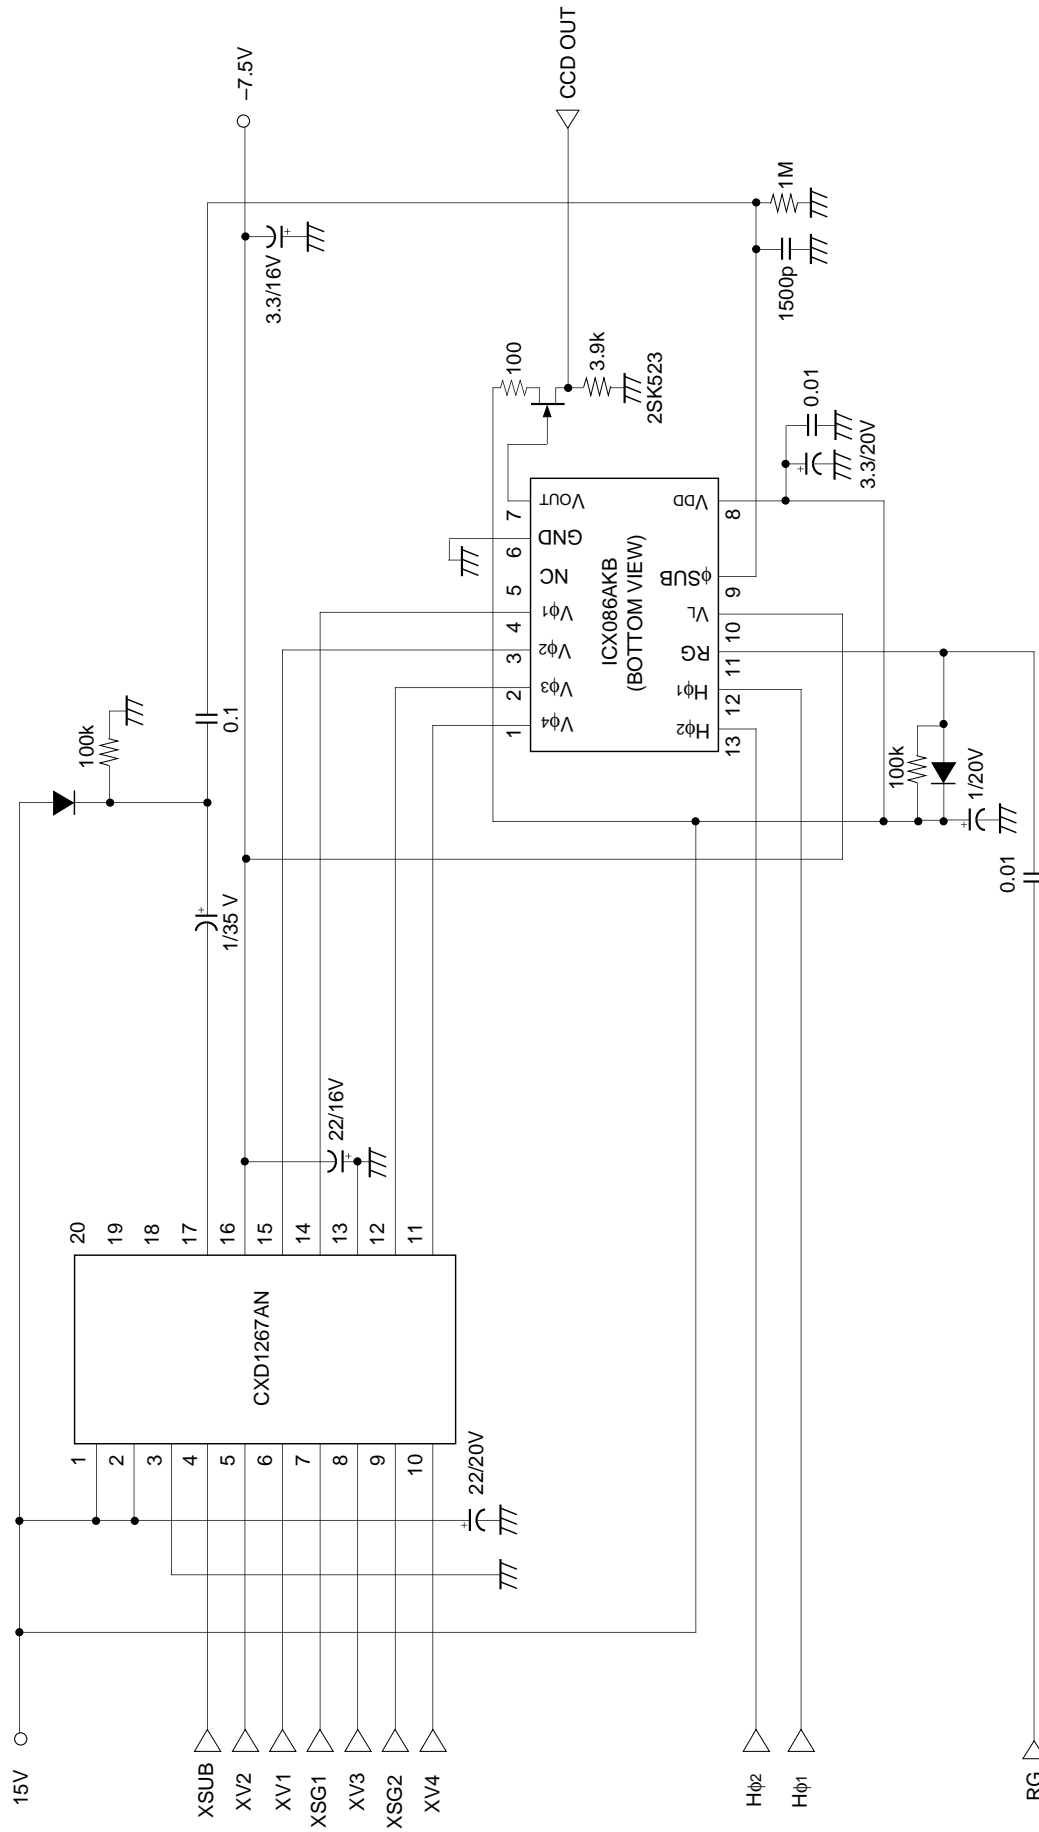 15V
–7.5V
CCD OUT
100k
1/35 V
0.1
3.3/16V
22/16V
22/20V
CXD1267AN
1
2
3
4
5
6
7
8
9
10
20
19
18
17
16
15
14
13
12
11
XSUB
XV2
XV1
XSG1
XV3
XSG2
XV4
Hϕ2
Hϕ1
RG
ICX086AKB
(BOTTOM VIEW)
1
2
3
4
5
6
7
Vϕ4
Vϕ3
Vϕ2
Vϕ1
NC
GND
VOUT
Hϕ2
Hϕ1
RG
VL
ϕSUB
VDD
13
12
11
10
9
8
100
3.9k
2SK523
1M
1500p
0.01
3.3/20V
100k
1/20V
0.01